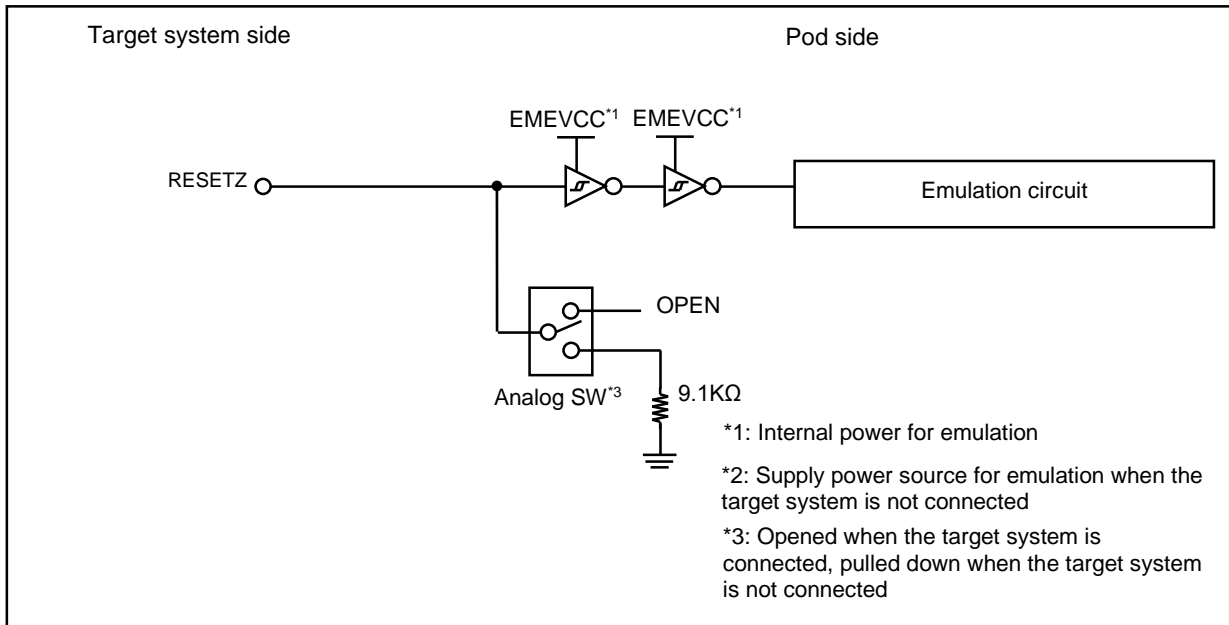 Target system side
Pod side
EMEVCC*1
EMEVCC*1
RESETZ
Emulation circuit
OPEN
Analog SW*3
9.1KΩ
*1: Internal power for emulation
*2: Supply power source for emulation when the
target system is not connected
*3: Opened when the target system is
connected, pulled down when the target system
is not connected